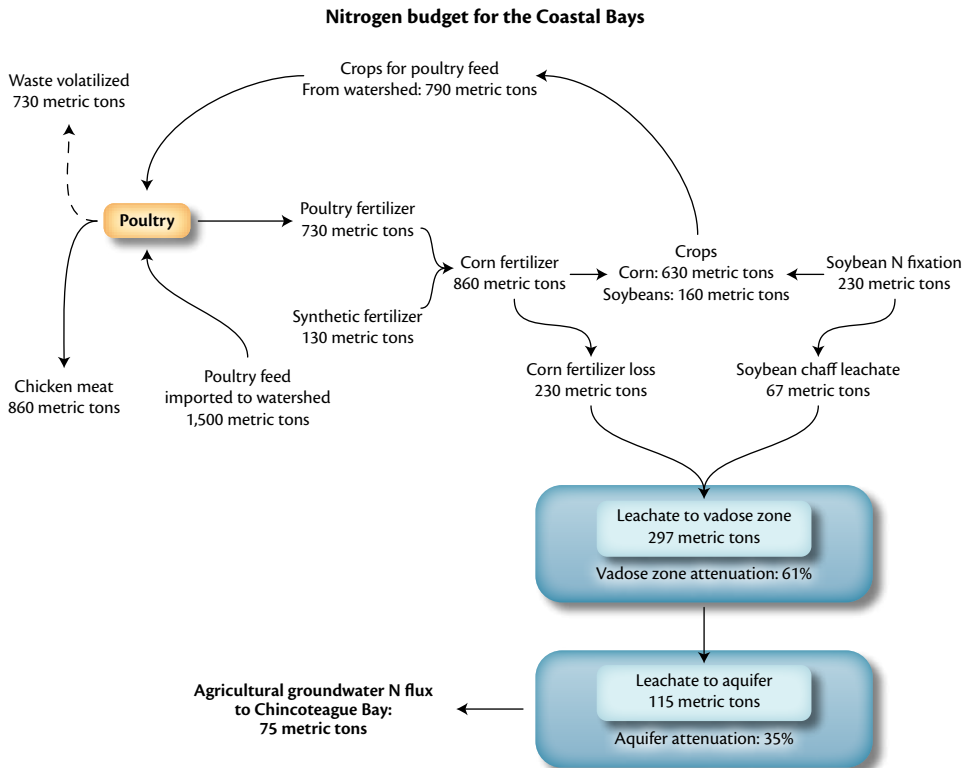 Nitrogen budget for the Coastal Bays
Crops for poultry feed
From watershed: 790 metric tons
Waste volatilized
730 metric tons
Poultry
Poultry fertilizer
730 metric tons
Crops
Corn: 630 metric tons
Soybeans: 160 metric tons
Corn fertilizer
860 metric tons
Soybean N fixation
230 metric tons
Synthetic fertilizer
130 metric tons
Chicken meat
860 metric tons
Poultry feed
imported to watershed
1,500 metric tons
Corn fertilizer loss
230 metric tons
Soybean chaff leachate
67 metric tons
Leachate to vadose zone
297 metric tons
Vadose zone attenuation: 61%
Leachate to aquifer
115 metric tons
Aquifer attenuation: 35%
Agricultural groundwater N flux
to Chincoteague Bay:
75 metric tons